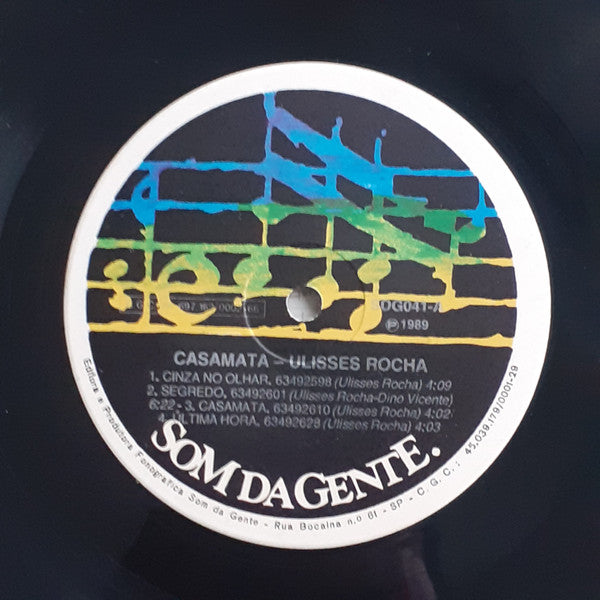 SOG041-A
Ⓟ 1989
CASAMATA – ULISSES ROCHA
1. CINZA NO OLHAR. 63492598 (Ulisses Rocha) 4:09
2. SEGREDO, 63492601 (Ulisses Rocha-Dino Vicente)
6:22 - 3. CASAMATA. 63492610 (Ulisses Rocha) 4:02
4. ÚLTIMA HORA. 63492628 (Ulisses Rocha) 4:03
SOM DA GENTE.
Editora e Produtora Fonográfica Som da Gente - Rua Bocaina n.o 61 - SP - C.G.C.: 45.039.179/0001-29